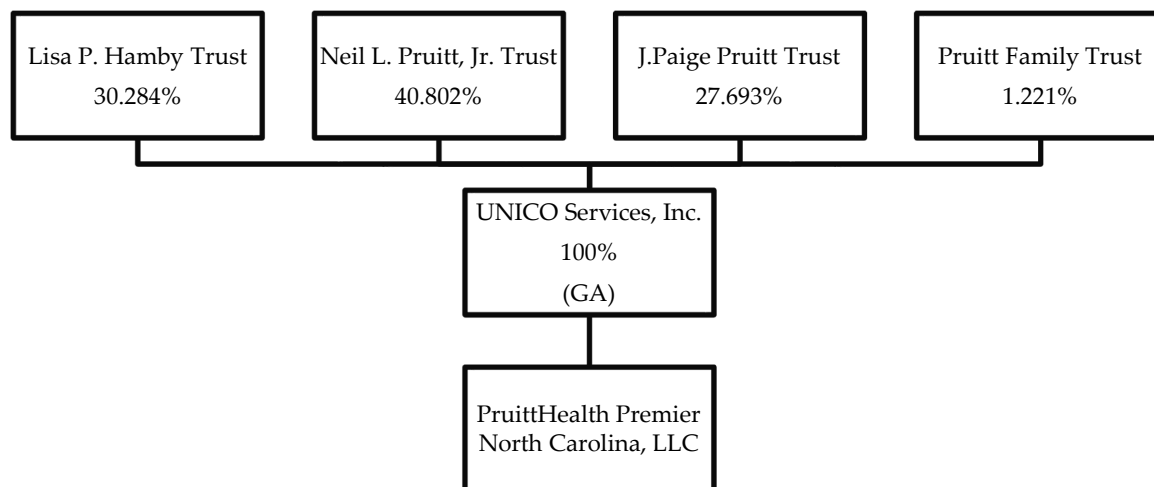 Lisa P. Hamby Trust
30.284%
Neil L. Pruitt, Jr. Trust
40.802%
J.Paige Pruitt Trust
27.693%
Pruitt Family Trust
1.221%
UNICO Services, Inc.
100%
(GA)
PruittHealth Premier
North Carolina, LLC